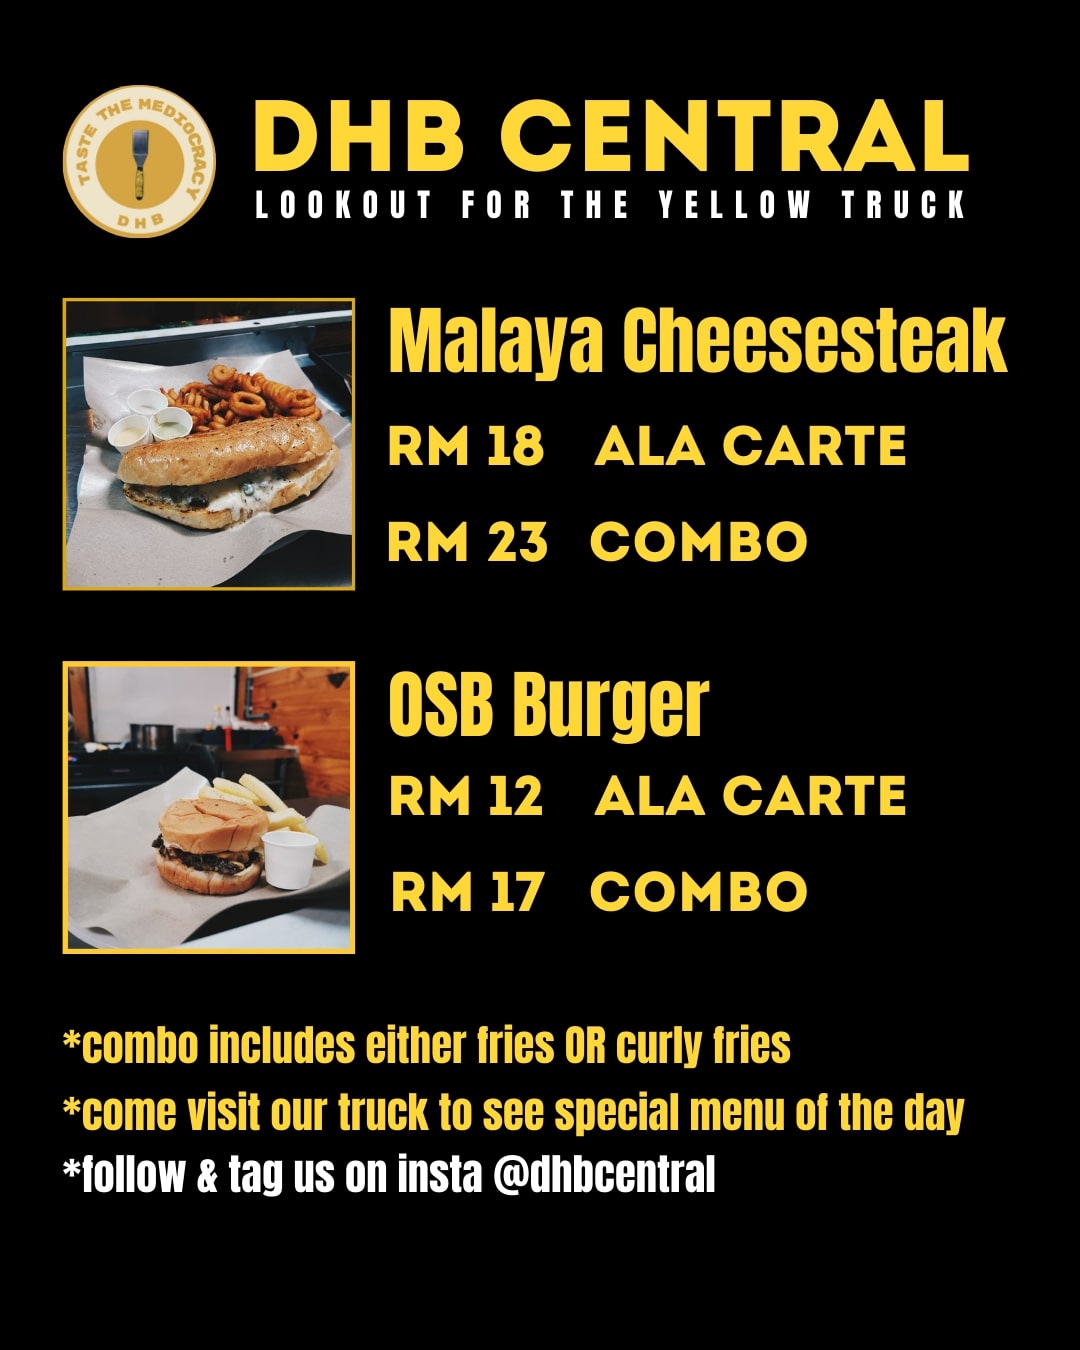 TASTE THE MEDIOCRACY
DHB
DHB CENTRAL
LOOKOUT FOR THE YELLOW TRUCK
Malaya Cheesesteak
RM 18 ALA CARTE
RM 23 COMBO
OSB Burger
RM 12 ALA CARTE
RM 17 COMBO
*combo includes either fries OR curly fries
*come visit our truck to see special menu of the day
*follow & tag us on insta @dhbcentral